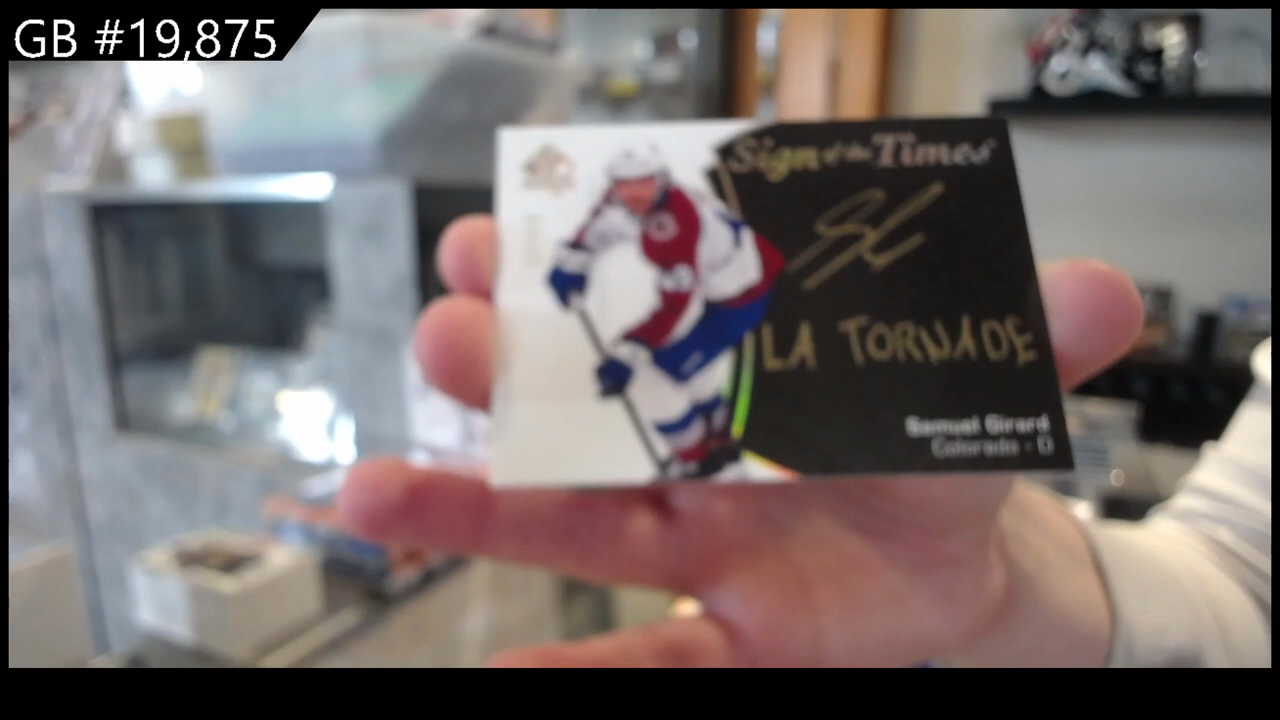 GB #19,875
Sign of the Times
LA TORNADE
Samuel Girard
Colorado - D